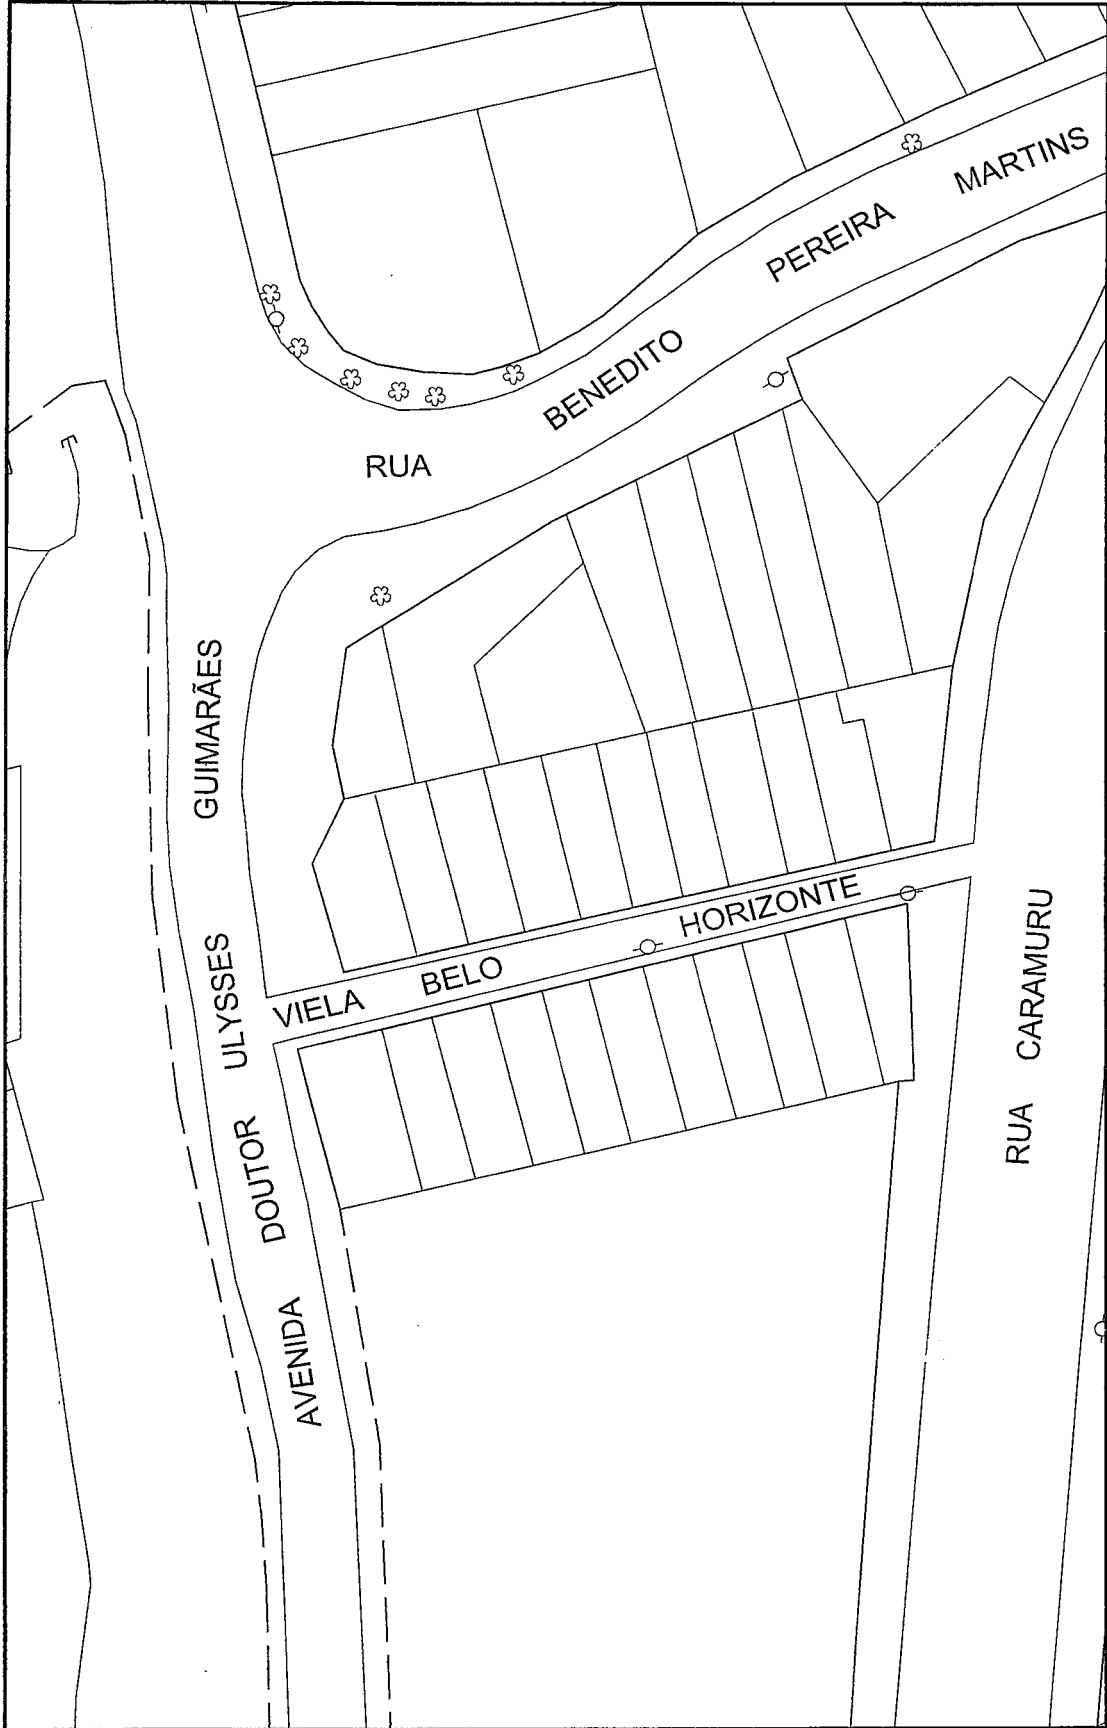 RUA BENEDITO PEREIRA MARTINS
AVENIDA DOUTOR ULYSSES GUIMARÃES
VIELA BELO HORIZONTE
RUA CARAMURU